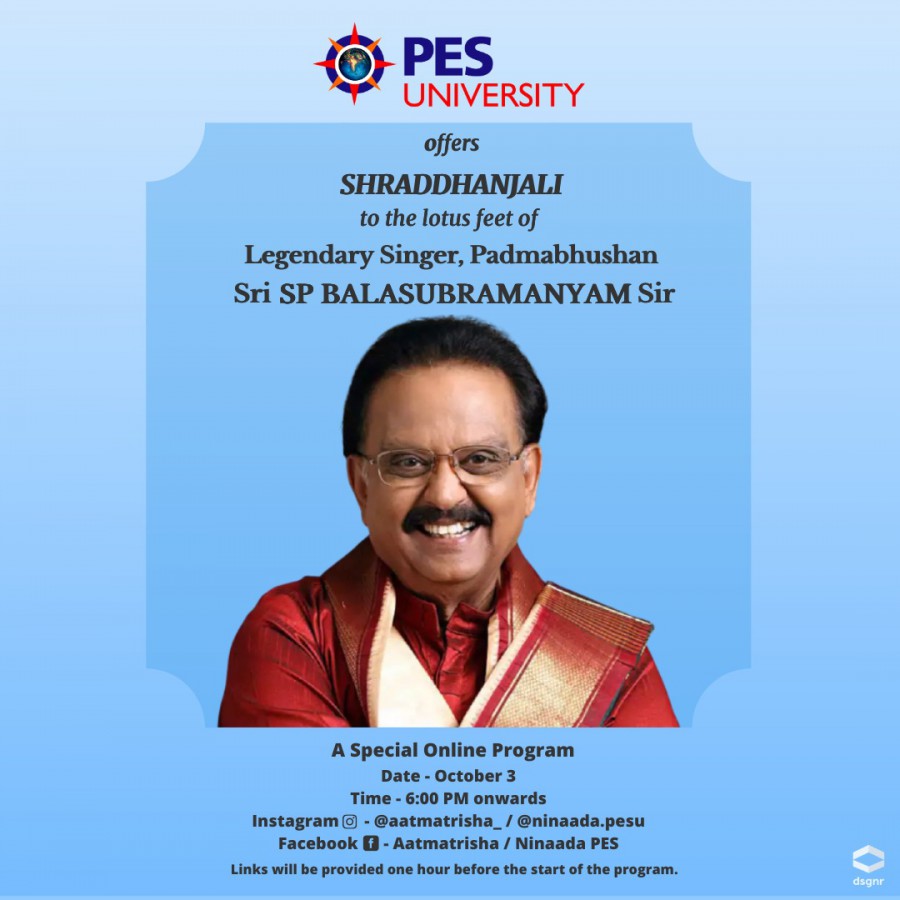 PES
UNIVERSITY
offers
SHRADDHANJALI
to the lotus feet of
Legendary Singer, Padmabhushan
Sri SP BALASUBRAMANYAM Sir
A Special Online Program
Date - October 3
Time - 6:00 PM onwards
Instagram - @aatmatrisha_ / @ninaada.pesu
Facebook - Aatmatrisha / Ninaada PES
Links will be provided one hour before the start of the program.
dsgnr